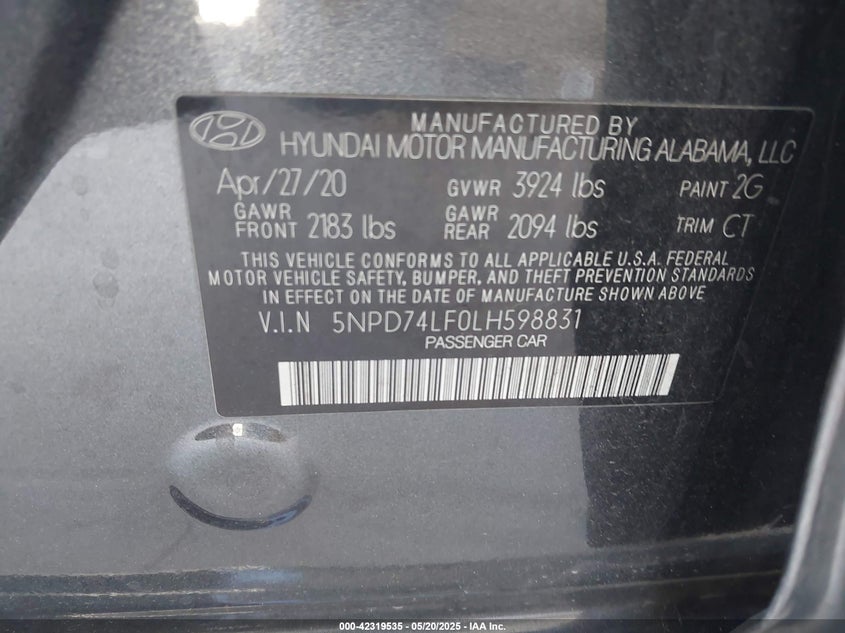 MANUFACTURED BY
HYUNDAI MOTOR MANUFACTURING ALABAMA, LLC
Apr/27/20 GVWR 3924 lbs PAINT 2G
GAWR FRONT 2183 lbs GAWR REAR 2094 lbs TRIM CT
THIS VEHICLE CONFORMS TO ALL APPLICABLE U.S.A. FEDERAL
MOTOR VEHICLE SAFETY, BUMPER, AND THEFT PREVENTION STANDARDS
IN EFFECT ON THE DATE OF MANUFACTURE SHOWN ABOVE
V.I.N 5NPD74LF0LH598831
PASSENGER CAR
000-42319535 - 05/20/2025 - IAA Inc.